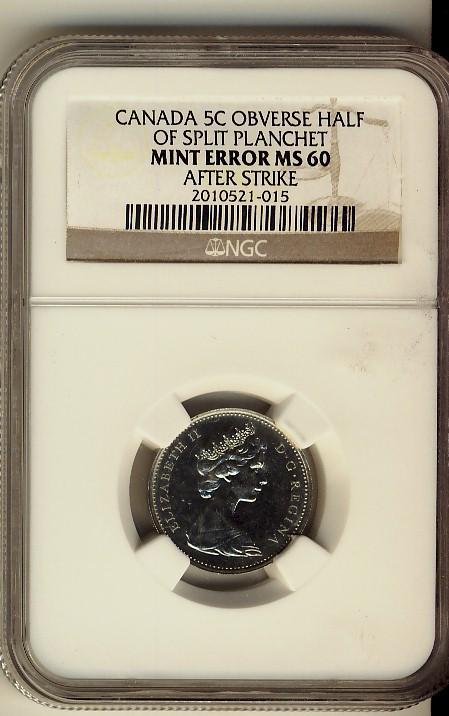 CANADA 5C OBVERSE HALF
OF SPLIT PLANCHET
MINT ERROR MS 60
AFTER STRIKE
2010521-015
NGC
ELIZABETH II D·G·REGINA